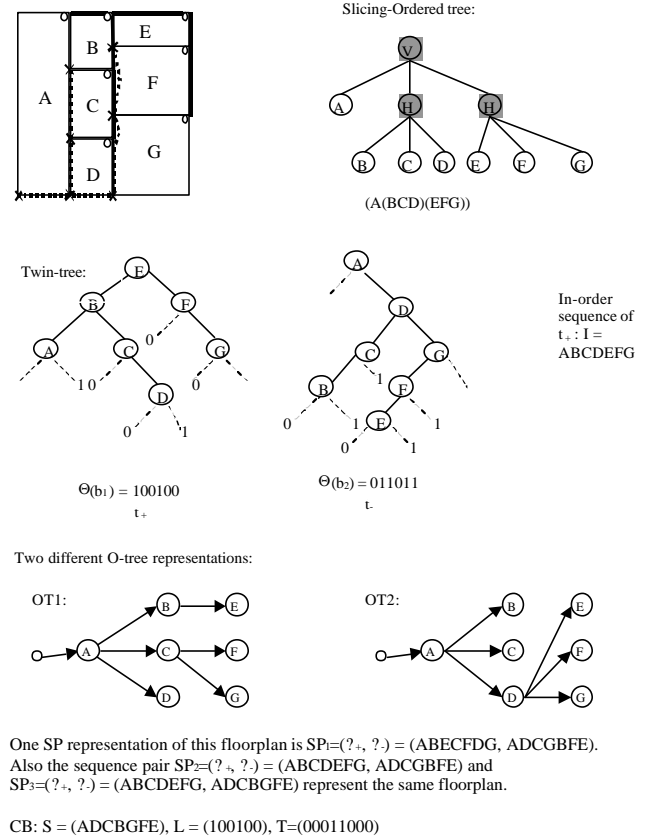 Slicing-Ordered tree:
A B C D E F G
V
A H H
B C D E F G
(A(BCD)(EFG))
Twin-tree:
E
B F
A C 0 G
1 0 D 0
0 1
A
D
C G
B 1 F
0 1 E 1
0 1
In-order
sequence of
t₊ : I =
ABCDEFG
Θ(b₁) = 100100
t₊
Θ(b₂) = 011011
t₋
Two different O-tree representations:
OT1:
B E
A C F
D G
OT2:
B E
A C F
D G
One SP representation of this floorplan is SP₁=(?₊, ?₋) = (ABECFDG, ADCGBFE).
Also the sequence pair SP₂=(?₊, ?₋) = (ABCDEFG, ADCGBFE) and
SP₃=(?₊, ?₋) = (ABCDEFG, ADCBGFE) represent the same floorplan.
CB: S = (ADCBGFE), L = (100100), T=(00011000)